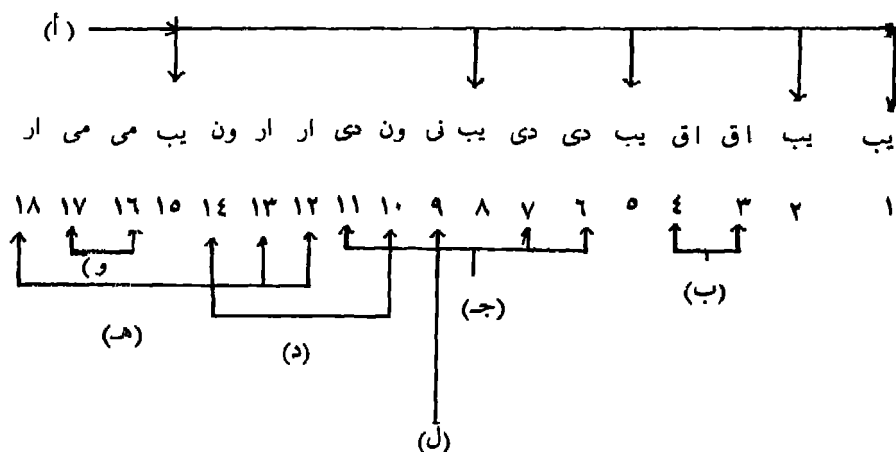 (أ)
يب يب اق اق يب دى دى يب نى ون دى ار ار ون يب مى مى ار
١ ٢ ٣ ٤ ٥ ٦ ٧ ٨ ٩ ١٠ ١١ ١٢ ١٣ ١٤ ١٥ ١٦ ١٧ ١٨
(ب) (جـ) و)
(د) (هـ)
(ل)